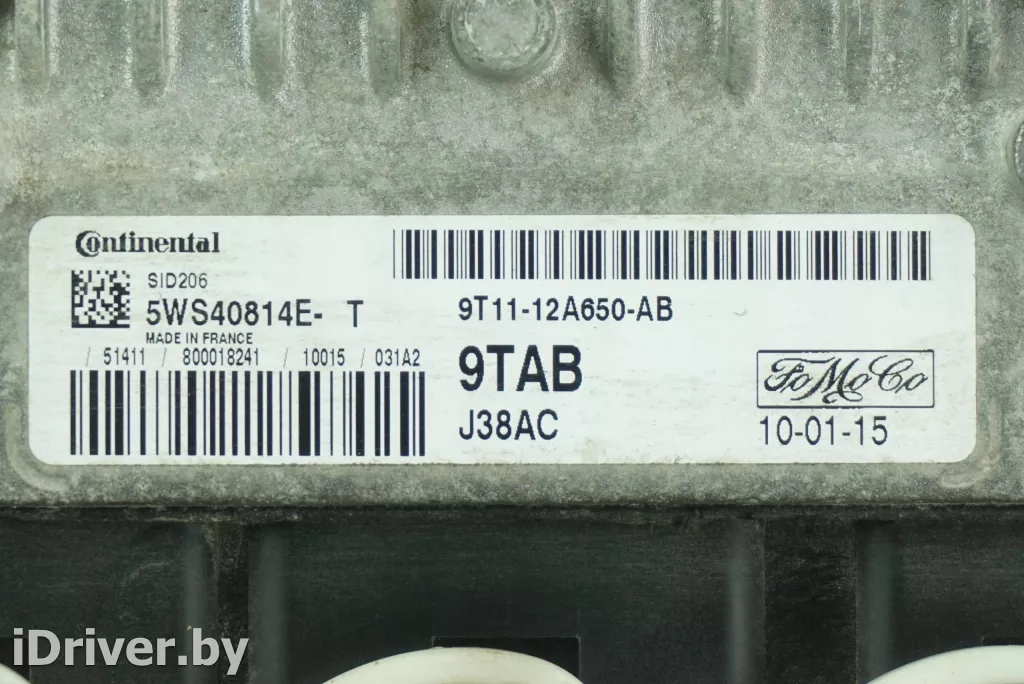 Continental
SID206
5WS40814E- T
MADE IN FRANCE
/ 51411 / 800018241 / 10015 / 031A2
9T11-12A650-AB
9TAB
J38AC
FoMoCo
10-01-15
iDriver.by